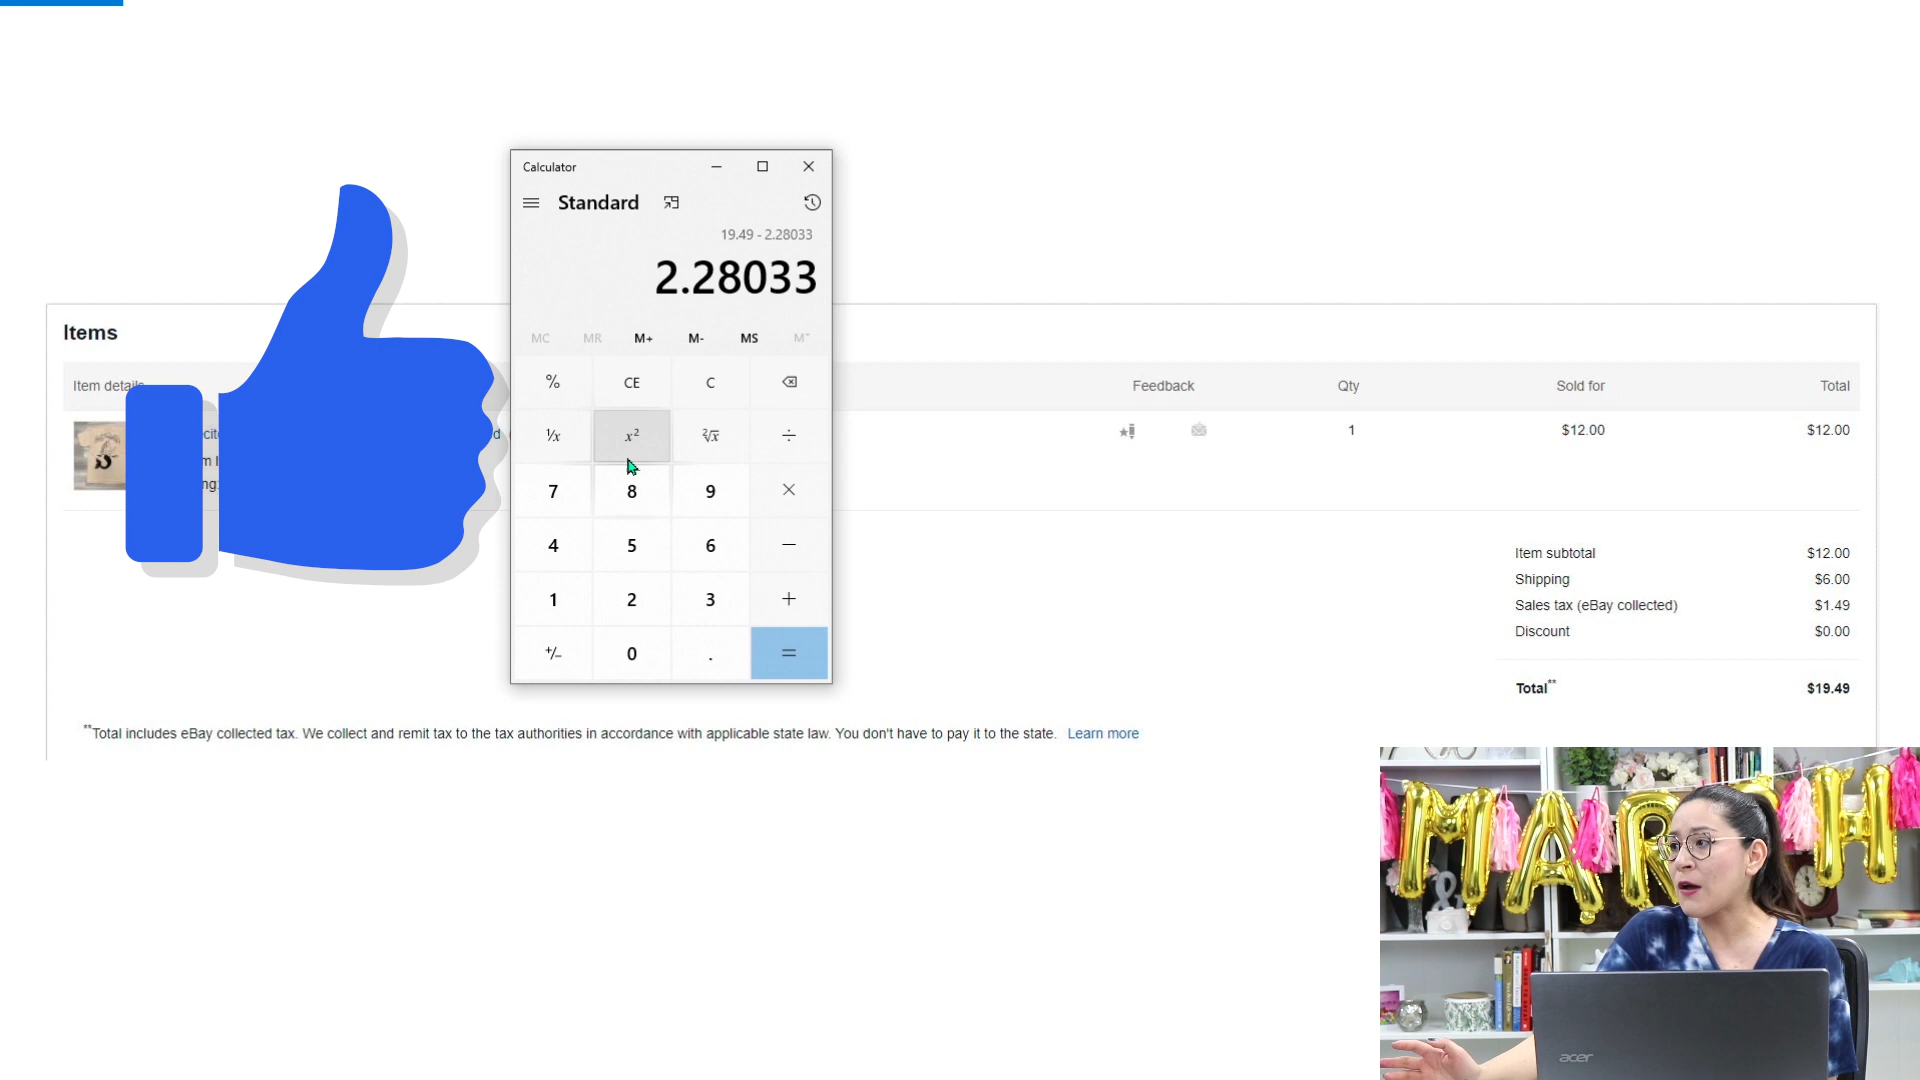 Calculator
Standard
19.49 - 2.28033
2.28033
MC MR M+ M- MS M˅
% CE C
¹⁄x x² ²√x ÷
7 8 9 ×
4 5 6 −
1 2 3 +
+/− 0 . =
Items
Item details Feedback Qty Sold for Total
1 $12.00 $12.00
Item subtotal $12.00
Shipping $6.00
Sales tax (eBay collected) $1.49
Discount $0.00
Total** $19.49
**Total includes eBay collected tax. We collect and remit tax to the tax authorities in accordance with applicable state law. You don't have to pay it to the state. Learn more
MARCH
acer